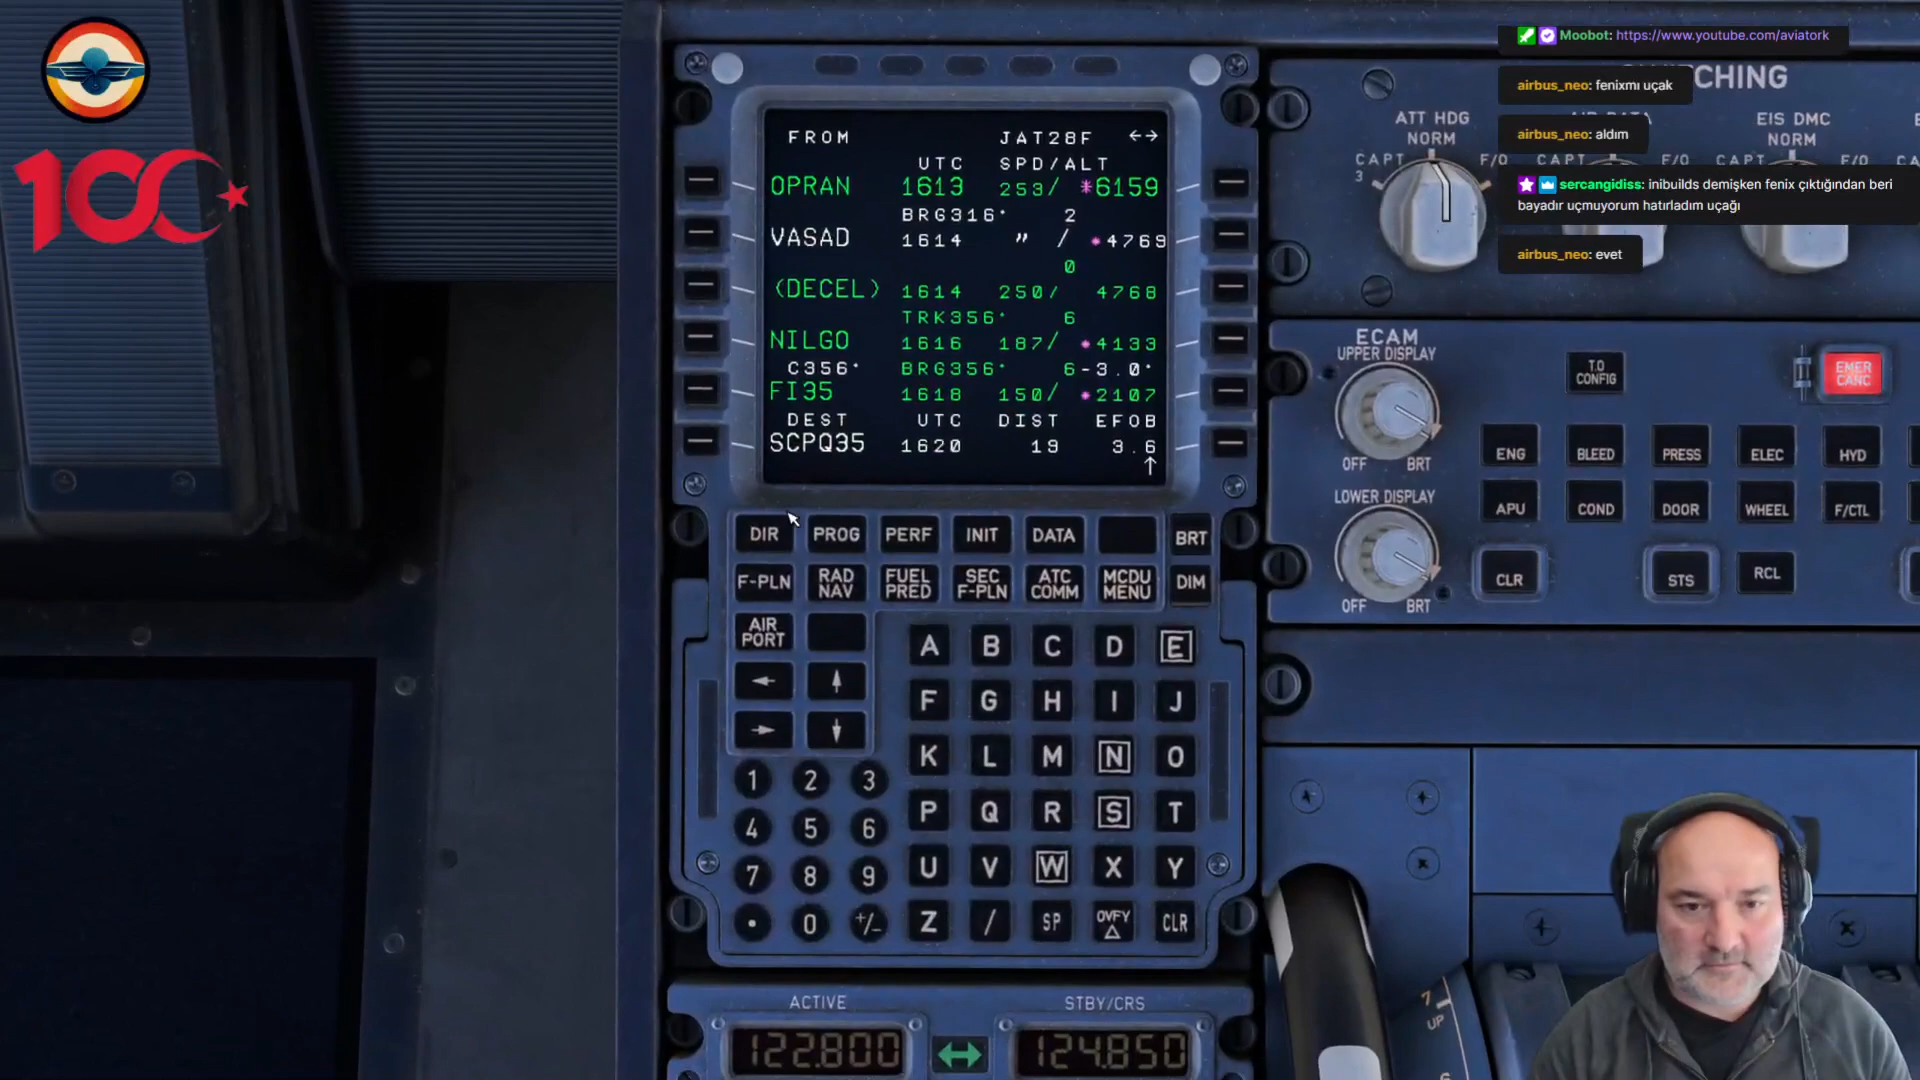 100
FROM JAT28F ←→
UTC SPD/ALT
OPRAN 1613 253/ *6159
BRG316° 2
VASAD 1614 " / *4769
0
(DECEL) 1614 250/ 4768
TRK356° 6
NILGO 1616 187/ *4133
C356° BRG356° 6-3.0°
FI35 1618 150/ *2107
DEST UTC DIST EFOB
SCPQ35 1620 19 3.6
↑
DIR PROG PERF INIT DATA BRT
F-PLN RAD NAV FUEL PRED SEC F-PLN ATC COMM MCDU MENU DIM
AIR PORT
← ↑
→ ↓
A B C D E
F G H I J
K L M N O
1 2 3
P Q R S T
4 5 6
U V W X Y
7 8 9
Z / SP OVFY △ CLR
. 0 +/-
ACTIVE STBY/CRS
122.800 124.850
Moobot: https://www.youtube.com/aviatork
airbus_neo: fenixmı uçak
airbus_neo: aldım
sercangidiss: inibuilds demişken fenix çıktığından beri
bayadır uçmuyorum hatırladım uçağı
airbus_neo: evet
ATT HDG EIS DMC
NORM NORM
CAPT 3 F/O CAPT F/O CAPT
ECAM
UPPER DISPLAY
OFF BRT
LOWER DISPLAY
OFF BRT
T.O CONFIG
EMER CANC
ENG BLEED PRESS ELEC HYD
APU COND DOOR WHEEL F/CTL
CLR STS RCL
7
UP
6